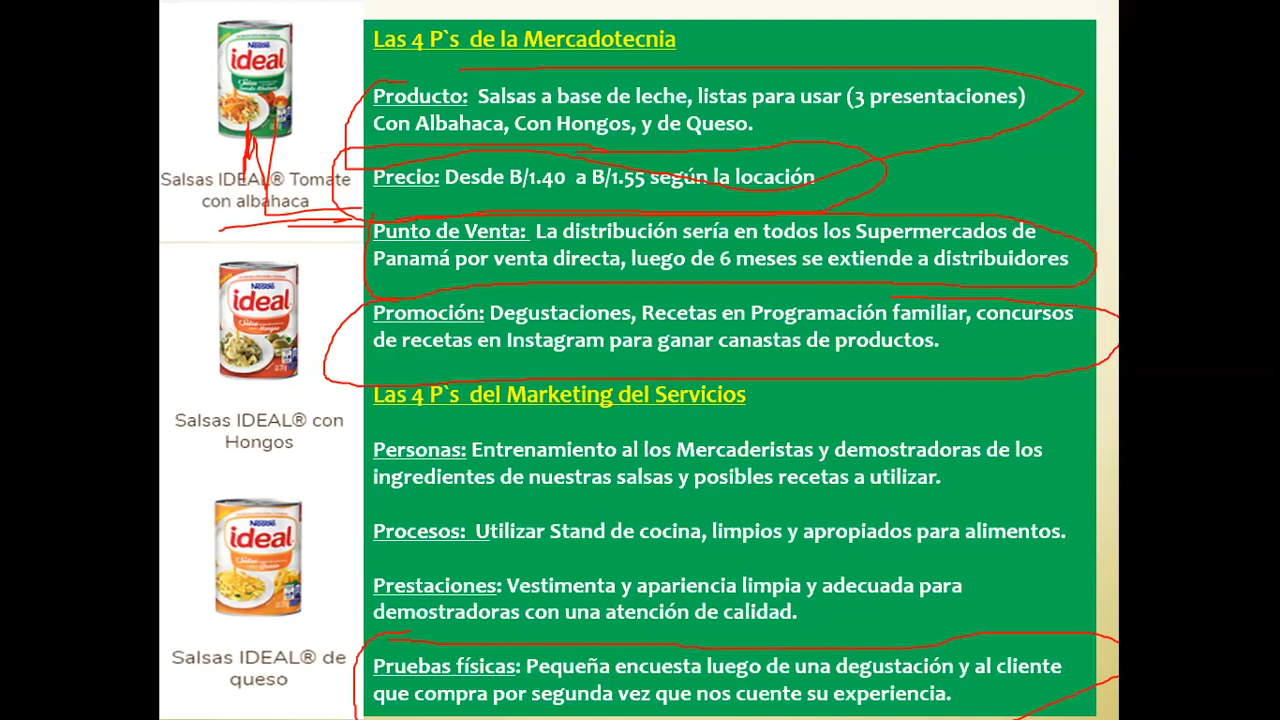 Nestlé
ideal
Salsas IDEAL® Tomate
con albahaca
Nestlé
ideal
Salsas IDEAL® con
Hongos
Nestlé
ideal
Salsas IDEAL® de
queso
Las 4 P`s de la Mercadotecnia
Producto: Salsas a base de leche, listas para usar (3 presentaciones)
Con Albahaca, Con Hongos, y de Queso.
Precio: Desde B/1.40 a B/1.55 según la locación
Punto de Venta: La distribución sería en todos los Supermercados de
Panamá por venta directa, luego de 6 meses se extiende a distribuidores
Promoción: Degustaciones, Recetas en Programación familiar, concursos
de recetas en Instagram para ganar canastas de productos.
Las 4 P`s del Marketing del Servicios
Personas: Entrenamiento al los Mercaderistas y demostradoras de los
ingredientes de nuestras salsas y posibles recetas a utilizar.
Procesos: Utilizar Stand de cocina, limpios y apropiados para alimentos.
Prestaciones: Vestimenta y apariencia limpia y adecuada para
demostradoras con una atención de calidad.
Pruebas físicas: Pequeña encuesta luego de una degustación y al cliente
que compra por segunda vez que nos cuente su experiencia.